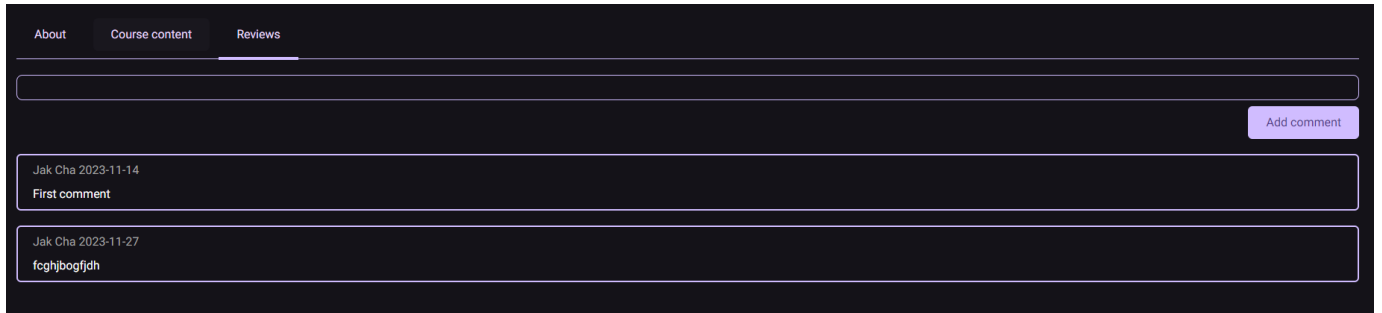 About Course content Reviews
Add comment
Jak Cha 2023-11-14
First comment
Jak Cha 2023-11-27
fcghjbogfjdh